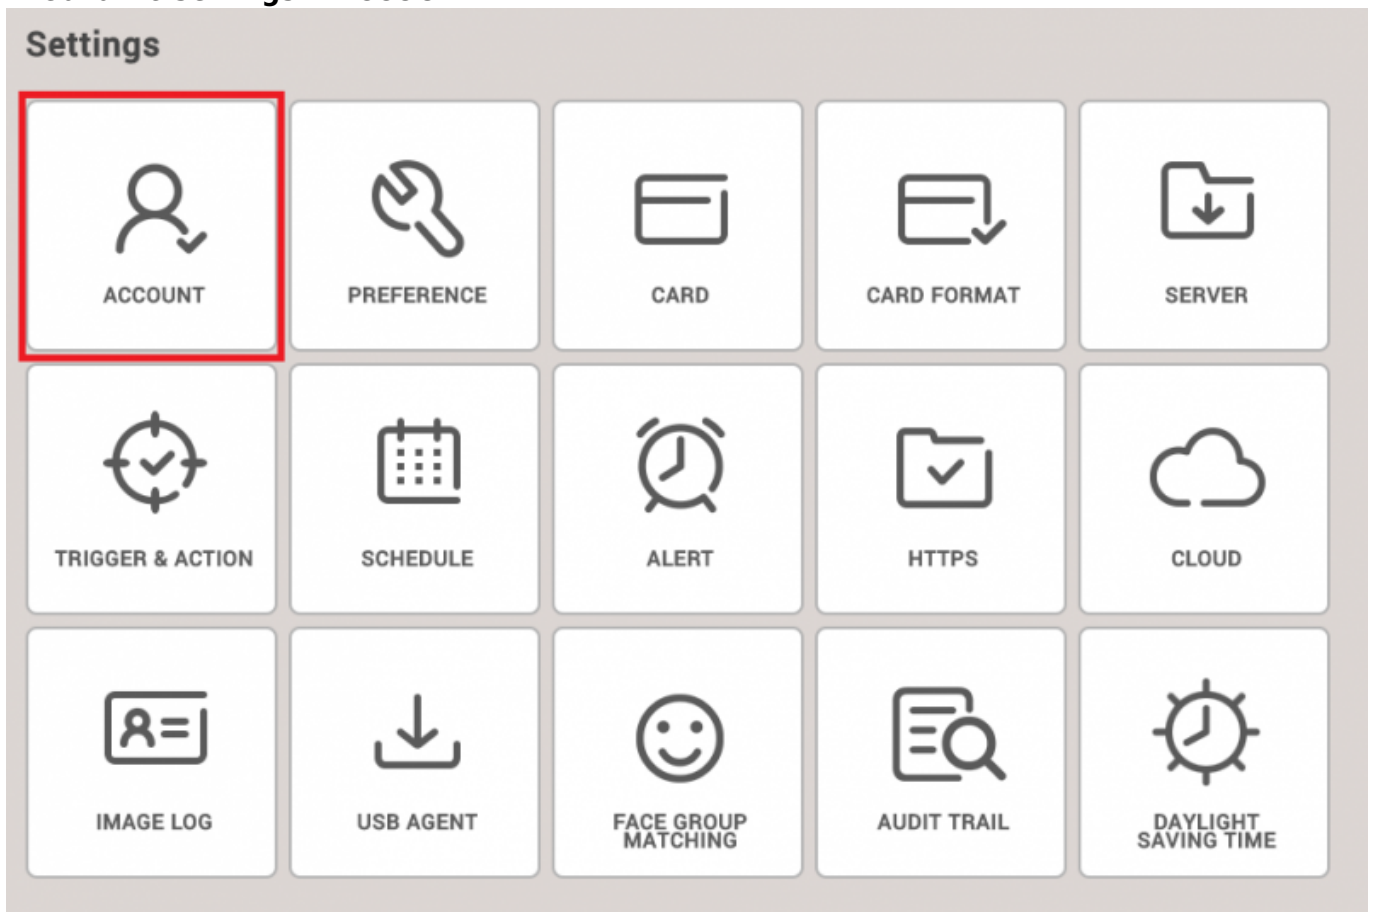 Settings
ACCOUNT
PREFERENCE
CARD
CARD FORMAT
SERVER
TRIGGER & ACTION
SCHEDULE
ALERT
HTTPS
CLOUD
IMAGE LOG
USB AGENT
FACE GROUP
MATCHING
AUDIT TRAIL
DAYLIGHT
SAVING TIME